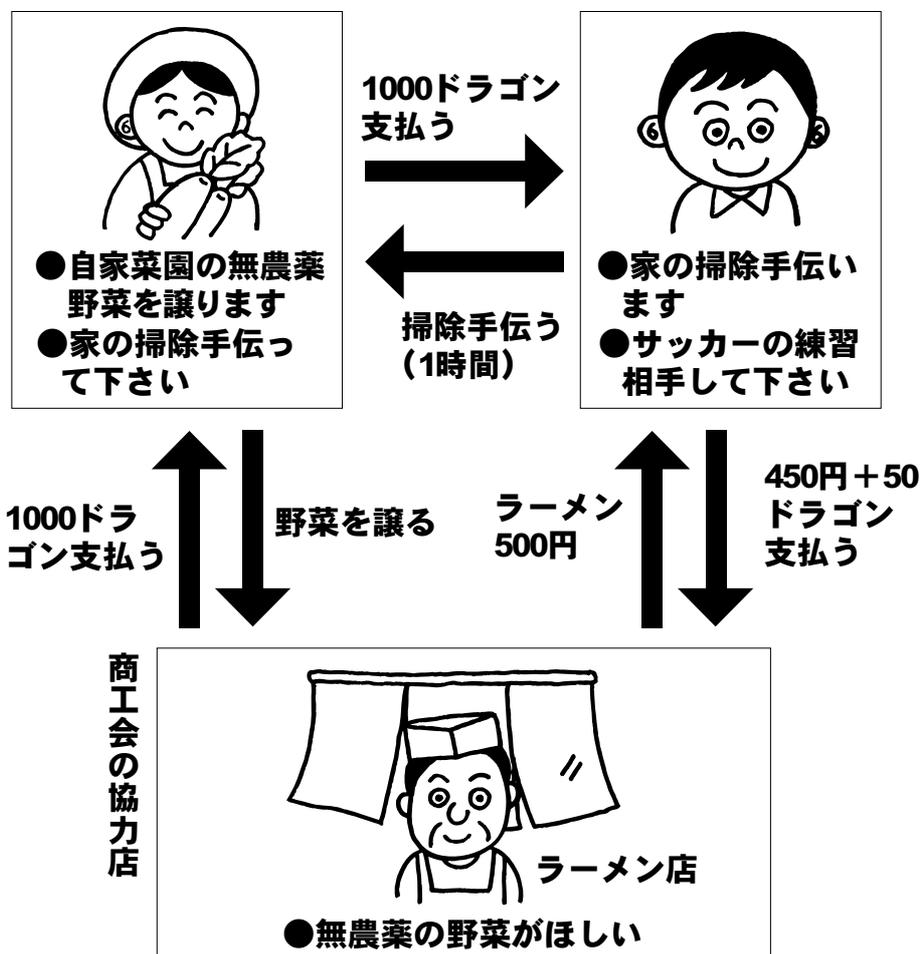 1000ドラゴン
支払う
●自家菜園の無農薬
野菜を譲ります
●家の掃除手伝っ
て下さい
掃除手伝う
（1時間）
●家の掃除手伝い
ます
●サッカーの練習
相手して下さい
1000ドラ
ゴン支払う
野菜を譲る
ラーメン
500円
450円＋50
ドラゴン
支払う
商工会の協力店
ラーメン店
●無農薬の野菜がほしい